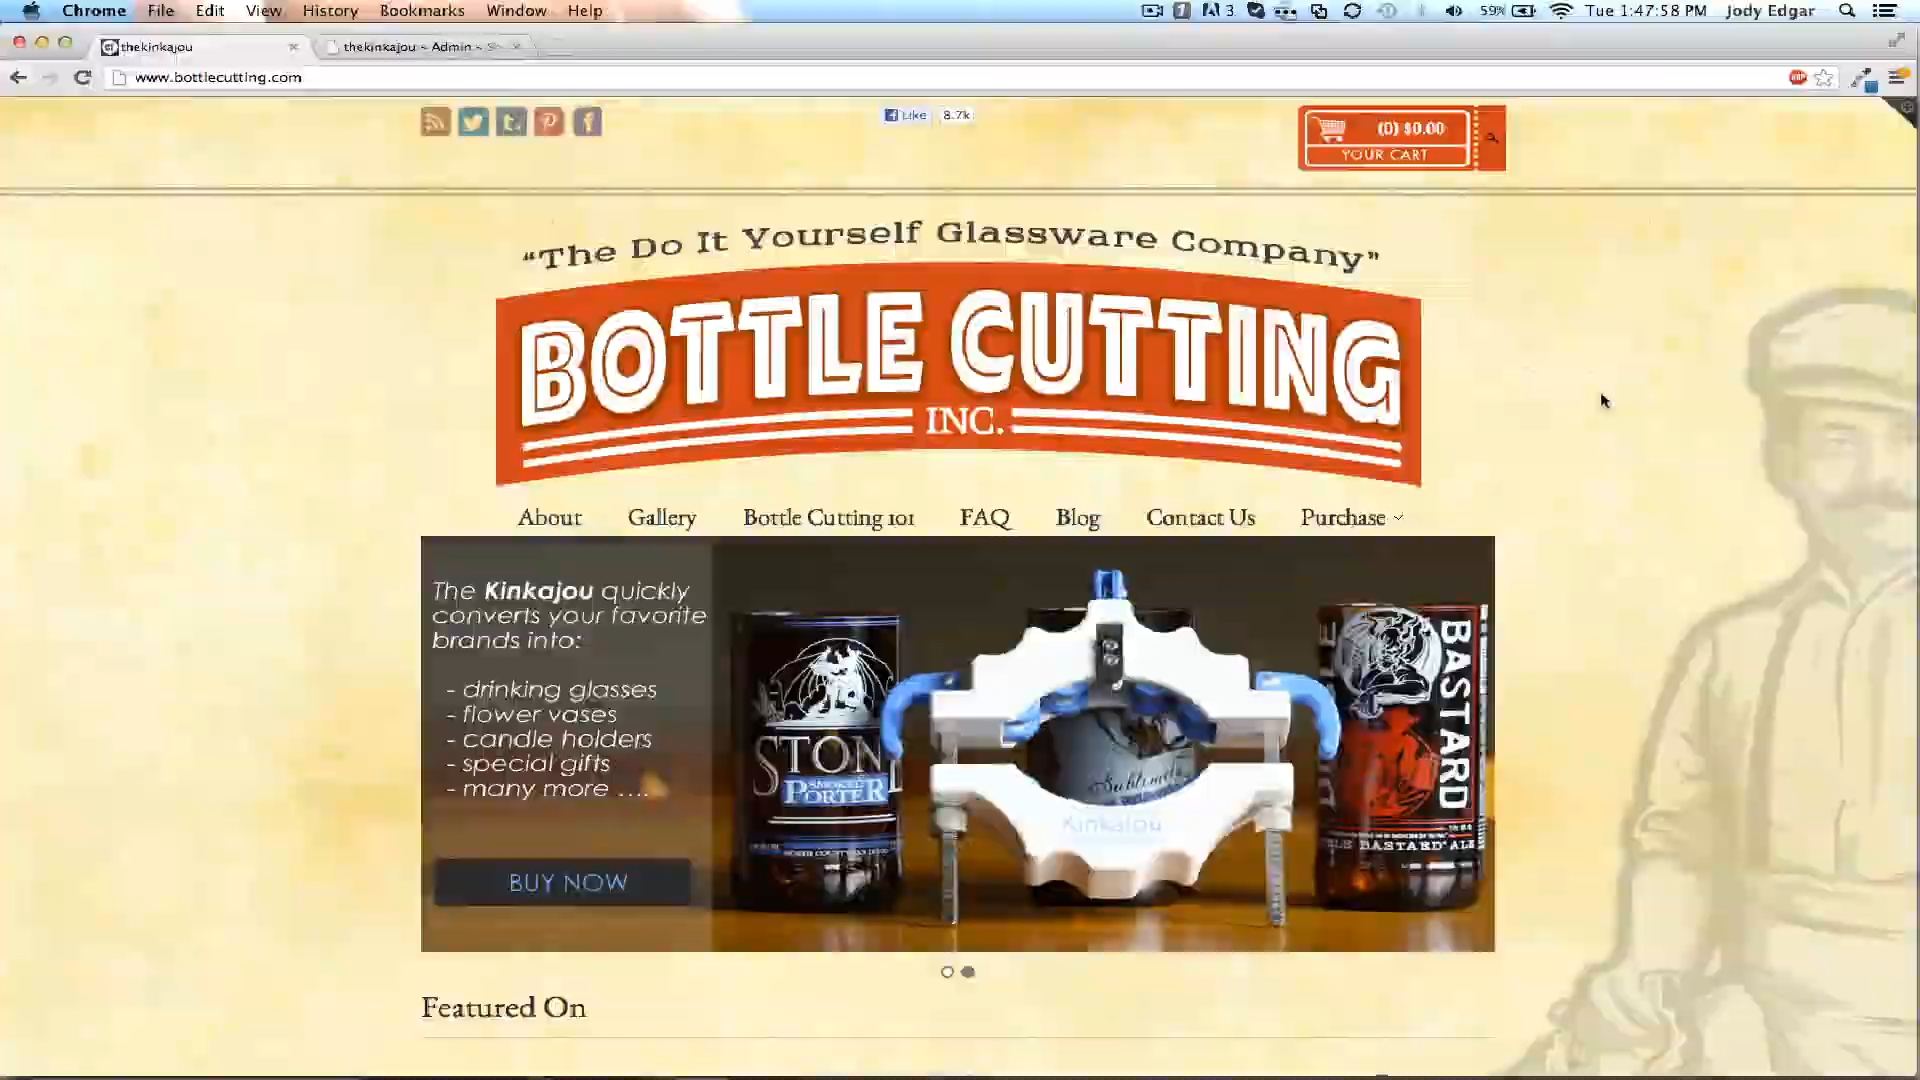 Chrome File Edit View History Bookmarks Window Help
3 59% Tue 1:47:58 PM Jody Edgar
thekinkajou
thekinkajou ~ Admin ~
www.bottlecutting.com
ABP
Like 8.7k
(0) $0.00
YOUR CART
“The Do It Yourself Glassware Company”
BOTTLE CUTTING
INC.
About Gallery Bottle Cutting 101 FAQ Blog Contact Us Purchase
The Kinkajou quickly
converts your favorite
brands into:
- drinking glasses
- flower vases
- candle holders
- special gifts
- many more ....
BUY NOW
STON
SMOKED
PORTER
Kinkajou
BASTARD
BASTARD ALE
Featured On